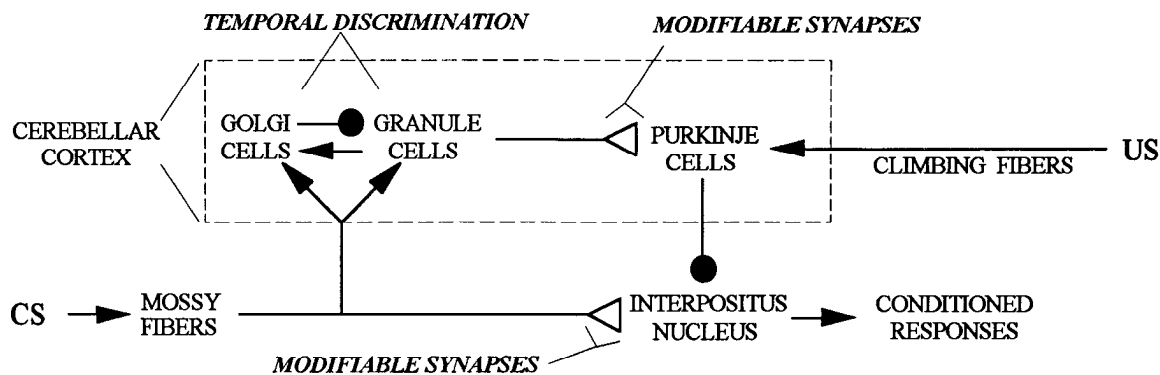 TEMPORAL DISCRIMINATION
MODIFIABLE SYNAPSES
CEREBELLAR
CORTEX
GOLGI
CELLS
GRANULE
CELLS
PURKINJE
CELLS
CLIMBING FIBERS
US
CS
MOSSY
FIBERS
INTERPOSITUS
NUCLEUS
CONDITIONED
RESPONSES
MODIFIABLE SYNAPSES